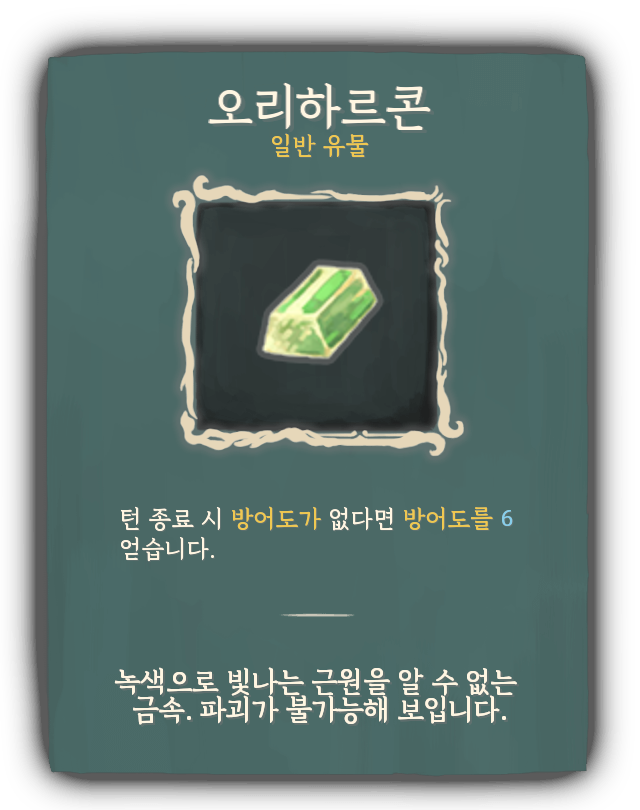 오리하르콘
일반 유물
턴 종료 시 방어도가 없다면 방어도를 6
얻습니다.
녹색으로 빛나는 근원을 알 수 없는
금속. 파괴가 불가능해 보입니다.